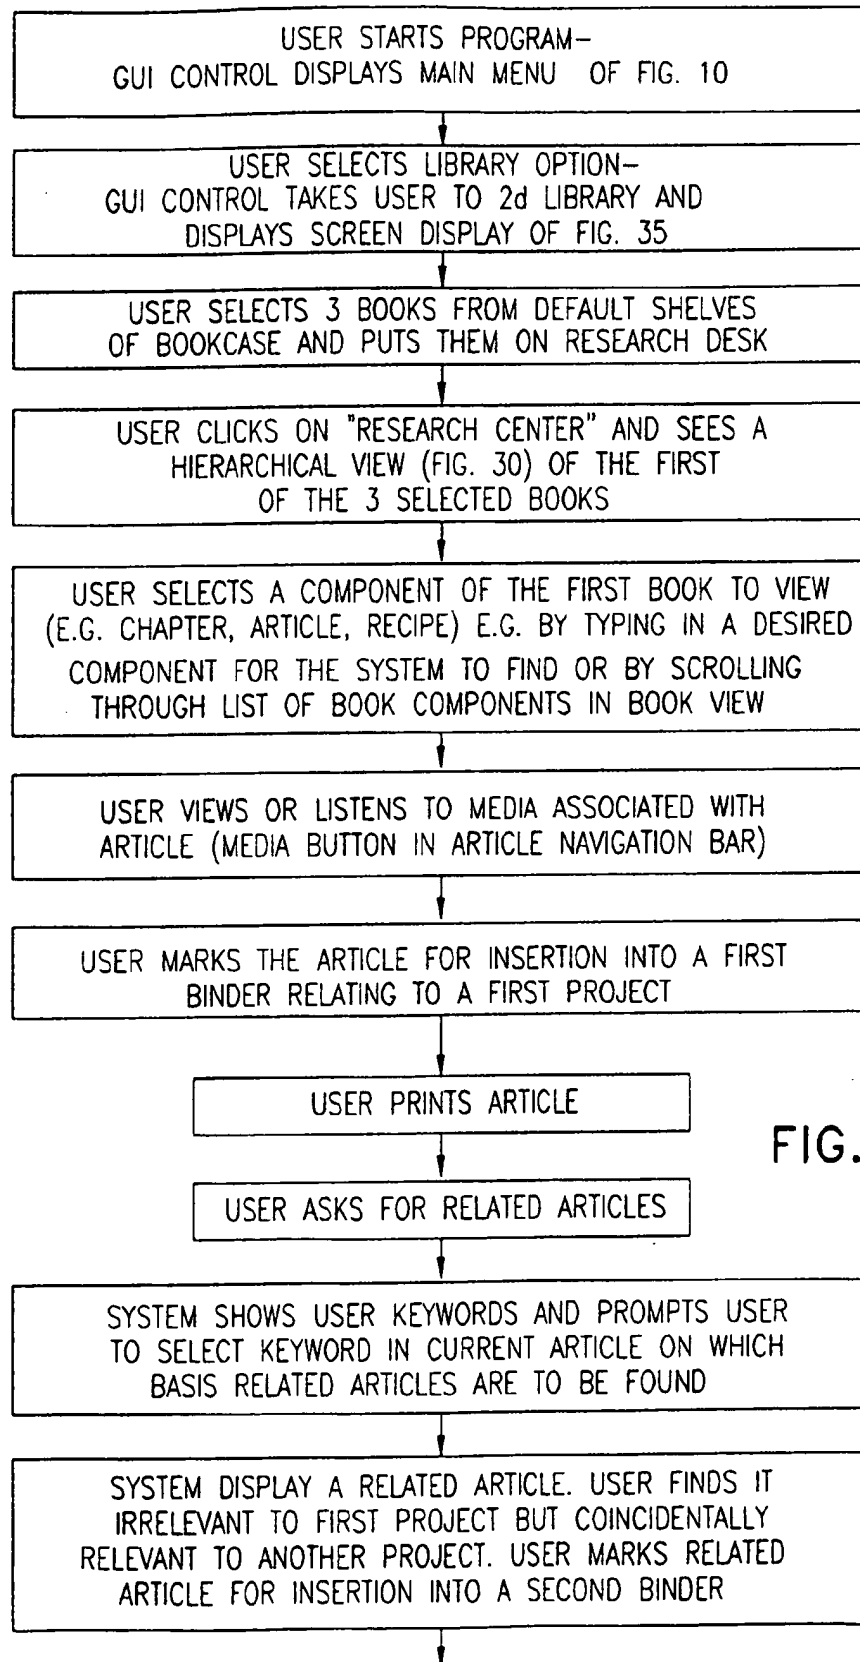 USER STARTS PROGRAM–
GUI CONTROL DISPLAYS MAIN MENU OF FIG. 10
USER SELECTS LIBRARY OPTION–
GUI CONTROL TAKES USER TO 2d LIBRARY AND
DISPLAYS SCREEN DISPLAY OF FIG. 35
USER SELECTS 3 BOOKS FROM DEFAULT SHELVES
OF BOOKCASE AND PUTS THEM ON RESEARCH DESK
USER CLICKS ON "RESEARCH CENTER" AND SEES A
HIERARCHICAL VIEW (FIG. 30) OF THE FIRST
OF THE 3 SELECTED BOOKS
USER SELECTS A COMPONENT OF THE FIRST BOOK TO VIEW
(E.G. CHAPTER, ARTICLE, RECIPE) E.G. BY TYPING IN A DESIRED
COMPONENT FOR THE SYSTEM TO FIND OR BY SCROLLING
THROUGH LIST OF BOOK COMPONENTS IN BOOK VIEW
USER VIEWS OR LISTENS TO MEDIA ASSOCIATED WITH
ARTICLE (MEDIA BUTTON IN ARTICLE NAVIGATION BAR)
USER MARKS THE ARTICLE FOR INSERTION INTO A FIRST
BINDER RELATING TO A FIRST PROJECT
USER PRINTS ARTICLE
FIG.
USER ASKS FOR RELATED ARTICLES
SYSTEM SHOWS USER KEYWORDS AND PROMPTS USER
TO SELECT KEYWORD IN CURRENT ARTICLE ON WHICH
BASIS RELATED ARTICLES ARE TO BE FOUND
SYSTEM DISPLAY A RELATED ARTICLE. USER FINDS IT
IRRELEVANT TO FIRST PROJECT BUT COINCIDENTALLY
RELEVANT TO ANOTHER PROJECT. USER MARKS RELATED
ARTICLE FOR INSERTION INTO A SECOND BINDER